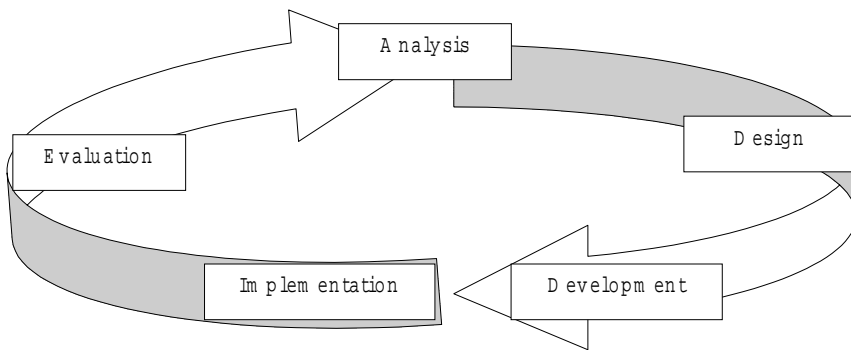 Analysis
Design
Development
Implementation
Evaluation